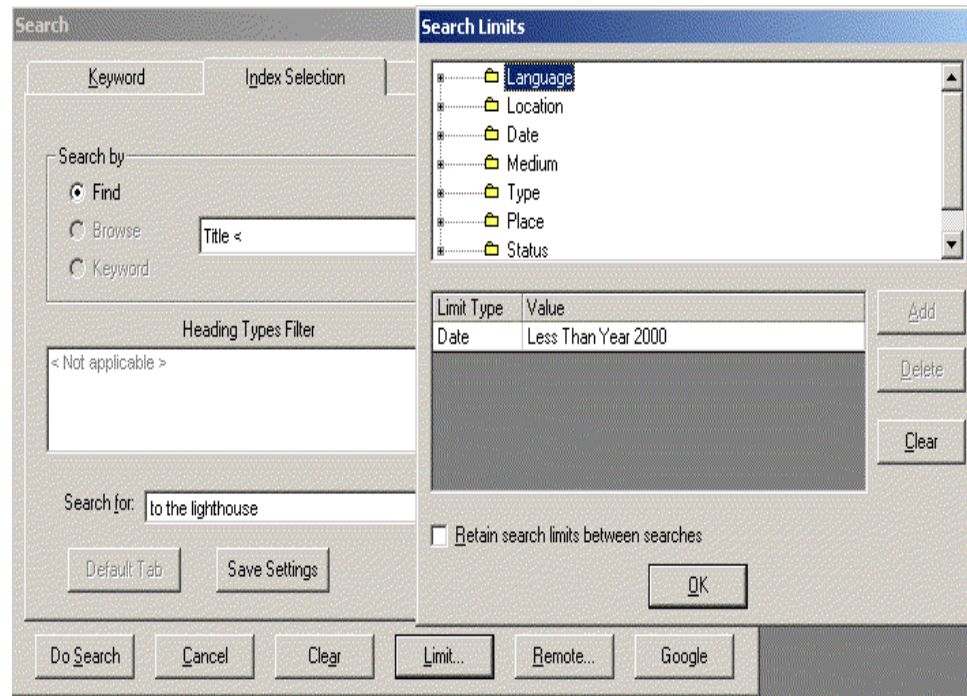 Search
Keyword
Index Selection
Search by
Find
Browse
Title <
Keyword
Heading Types Filter
< Not applicable >
Search for:
to the lighthouse
Default Tab
Save Settings
Do Search
Cancel
Clear
Limit...
Remote...
Google
Search Limits
Language
Location
Date
Medium
Type
Place
Status
Limit Type
Value
Date
Less Than Year 2000
Add
Delete
Clear
Retain search limits between searches
OK